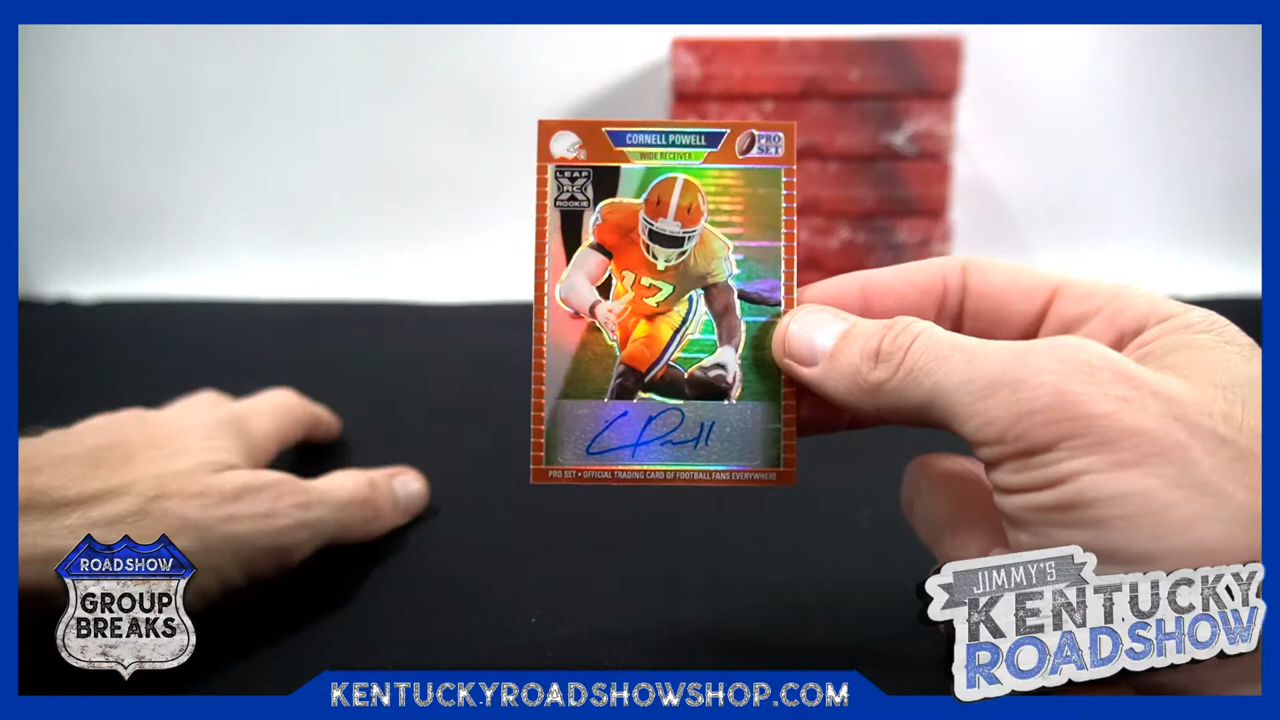 CORNELL POWELL
WIDE RECEIVER
PRO
SET
LEAF
XRC
ROOKIE
17
PRO SET • OFFICIAL TRADING CARD OF FOOTBALL FANS EVERYWHERE
ROADSHOW
GROUP
BREAKS
JIMMY'S
KENTUCKY
ROADSHOW
KENTUCKYROADSHOWSHOP.COM